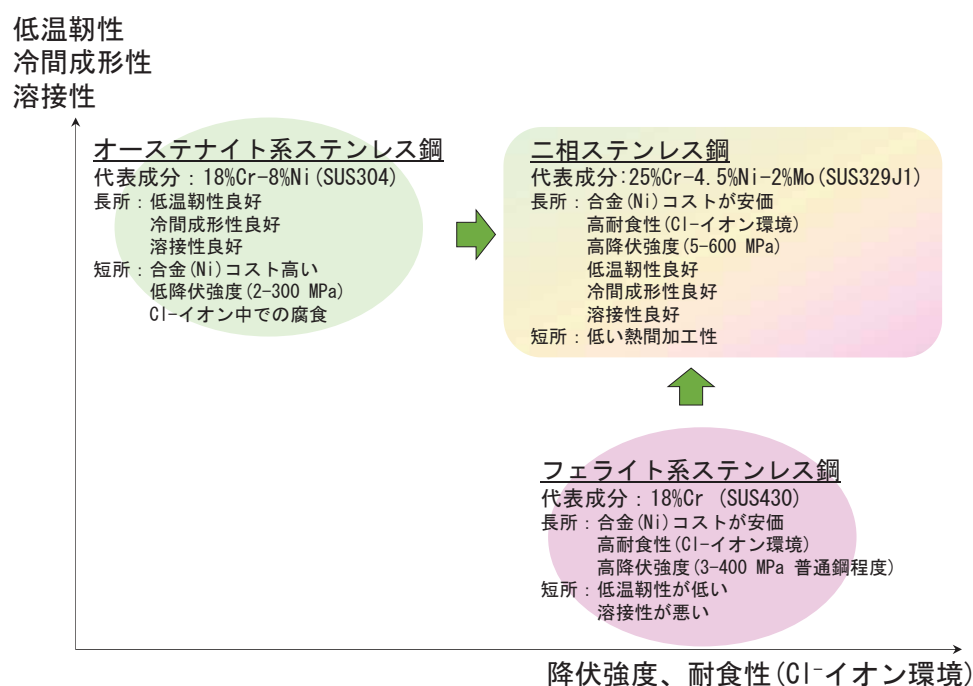 低温靭性
冷間成形性
溶接性
オーステナイト系ステンレス鋼
代表成分：18%Cr-8%Ni(SUS304)
長所：低温靭性良好
冷間成形性良好
溶接性良好
短所：合金(Ni)コスト高い
低降伏強度(2-300 MPa)
Cl-イオン中での腐食
二相ステンレス鋼
代表成分:25%Cr-4.5%Ni-2%Mo(SUS329J1)
長所：合金(Ni)コストが安価
高耐食性(Cl-イオン環境)
高降伏強度(5-600 MPa)
低温靭性良好
冷間成形性良好
溶接性良好
短所：低い熱間加工性
フェライト系ステンレス鋼
代表成分：18%Cr (SUS430)
長所：合金(Ni)コストが安価
高耐食性(Cl-イオン環境)
高降伏強度(3-400 MPa 普通鋼程度)
短所：低温靭性が低い
溶接性が悪い
降伏強度、耐食性(Cl⁻イオン環境)